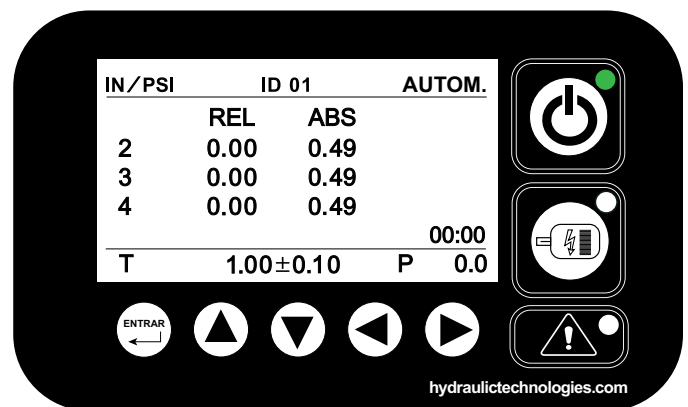 IN/PSI ID 01 AUTOM.
REL ABS
2 0.00 0.49
3 0.00 0.49
4 0.00 0.49
00:00
T 1.00±0.10 P 0.0
ENTRAR
hydraulictechnologies.com